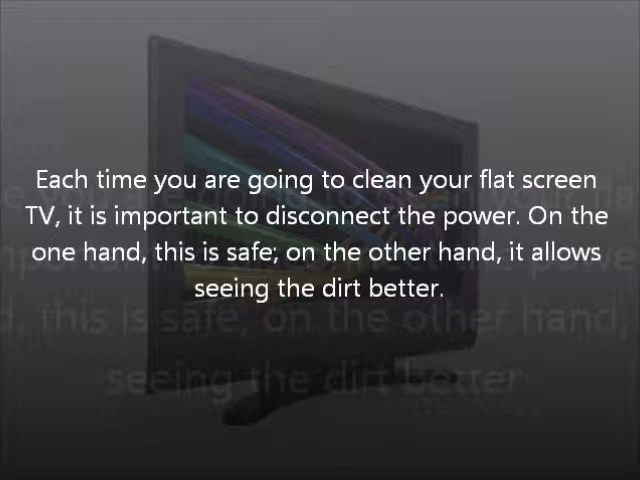 Each time you are going to clean your flat screen
TV, it is important to disconnect the power. On the
one hand, this is safe; on the other hand, it allows
seeing the dirt better.